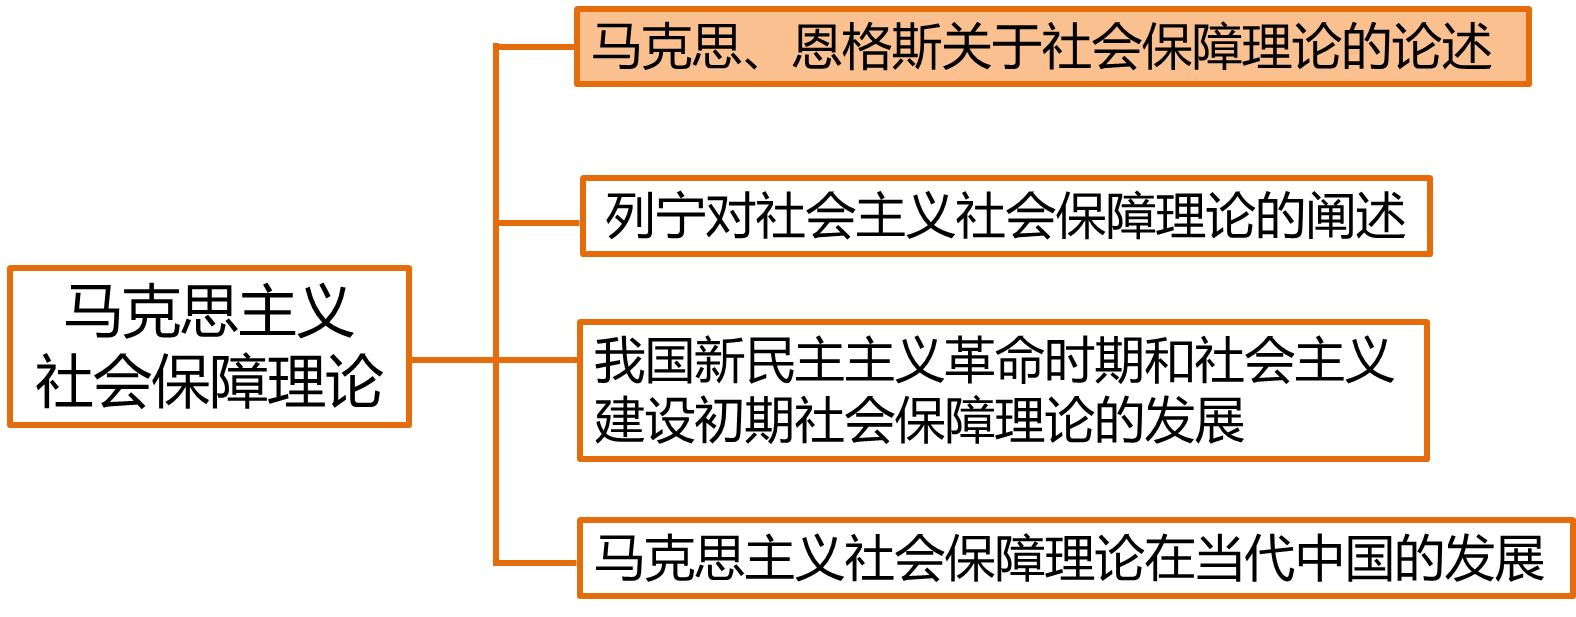 马克思、恩格斯关于社会保障理论的论述
列宁对社会主义社会保障理论的阐述
马克思主义
社会保障理论
我国新民主主义革命时期和社会主义
建设初期社会保障理论的发展
马克思主义社会保障理论在当代中国的发展